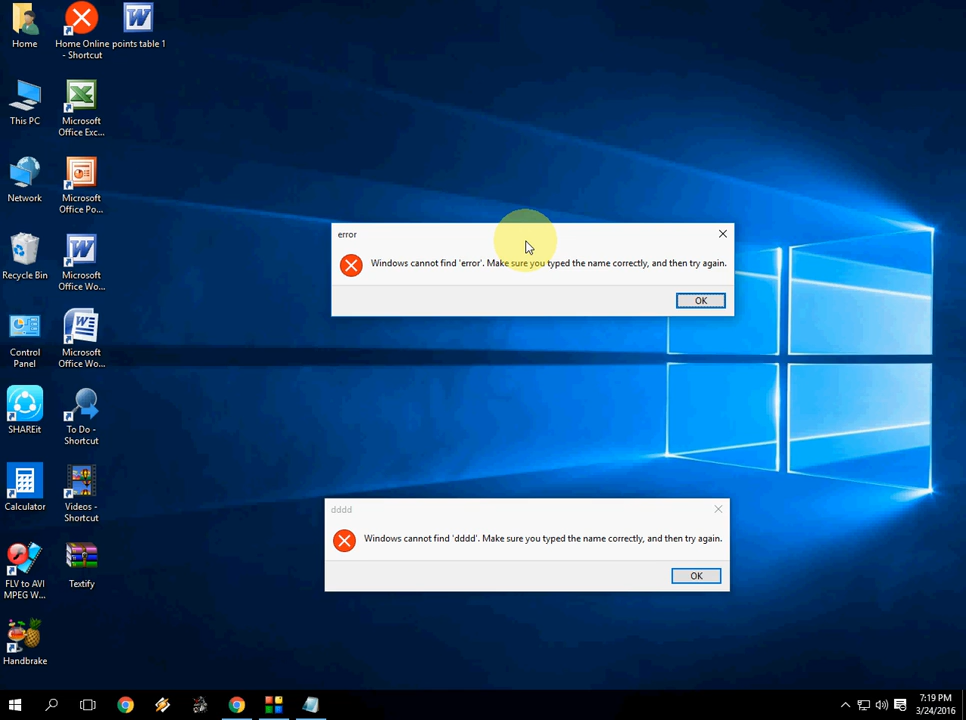 Home
Home Online - Shortcut
points table 1
This PC
Microsoft Office Exc...
Network
Microsoft Office Po...
Recycle Bin
Microsoft Office Wo...
Control Panel
Microsoft Office Wo...
SHAREit
To Do - Shortcut
Calculator
Videos - Shortcut
FLV to AVI MPEG W...
Textify
Handbrake
error
Windows cannot find 'error'. Make sure you typed the name correctly, and then try again.
OK
dddd
Windows cannot find 'dddd'. Make sure you typed the name correctly, and then try again.
OK
7:19 PM
3/24/2016